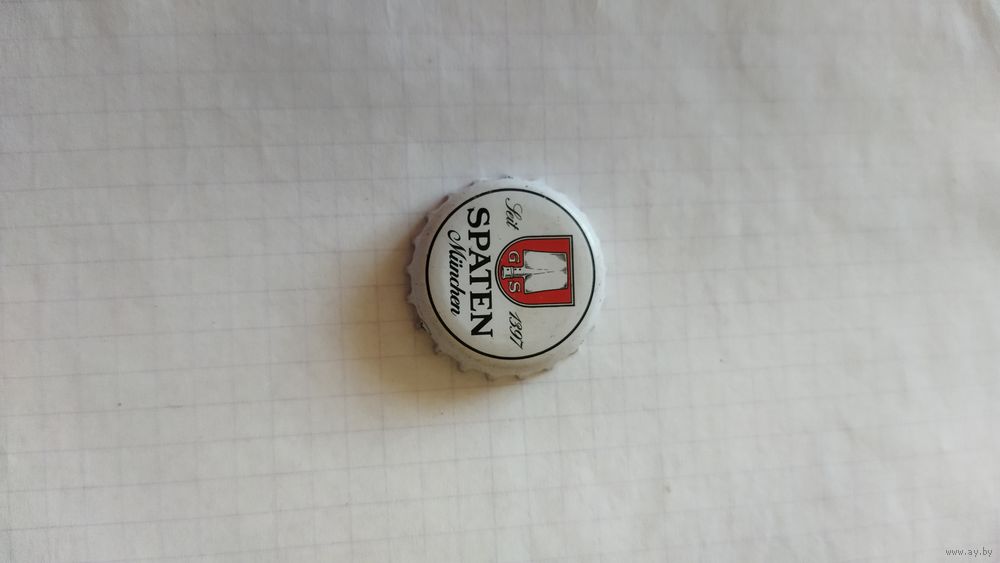 Seit 1397
G S
SPATEN
München
www.ay.by